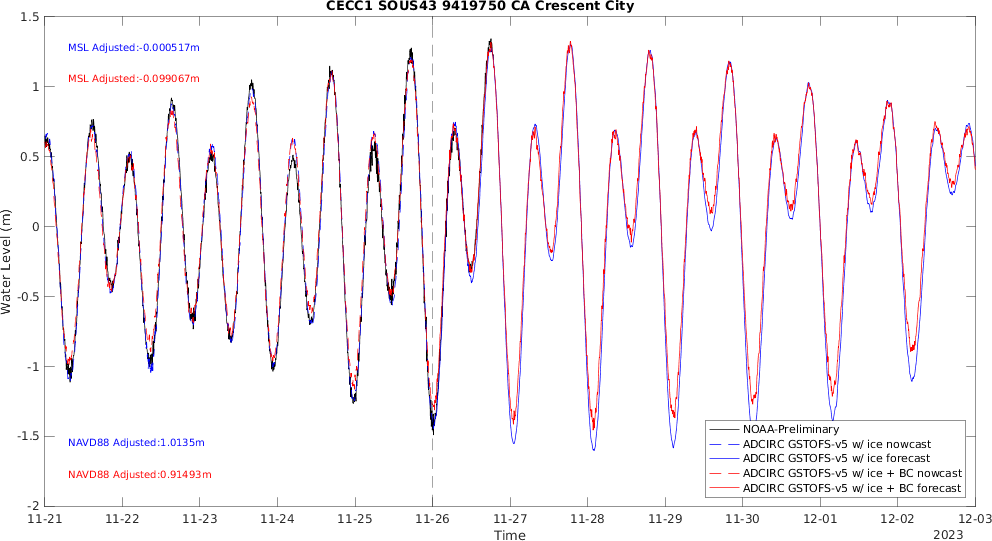 CECC1 SOUS43 9419750 CA Crescent City
1.5
1
0.5
0
-0.5
-1
-1.5
-2
Water Level (m)
MSL Adjusted:-0.000517m
MSL Adjusted:-0.099067m
NAVD88 Adjusted:1.0135m
NAVD88 Adjusted:0.91493m
NOAA-Preliminary
ADCIRC GSTOFS-v5 w/ ice nowcast
ADCIRC GSTOFS-v5 w/ ice forecast
ADCIRC GSTOFS-v5 w/ ice + BC nowcast
ADCIRC GSTOFS-v5 w/ ice + BC forecast
11-21 11-22 11-23 11-24 11-25 11-26 11-27 11-28 11-29 11-30 12-01 12-02 12-03
Time
2023